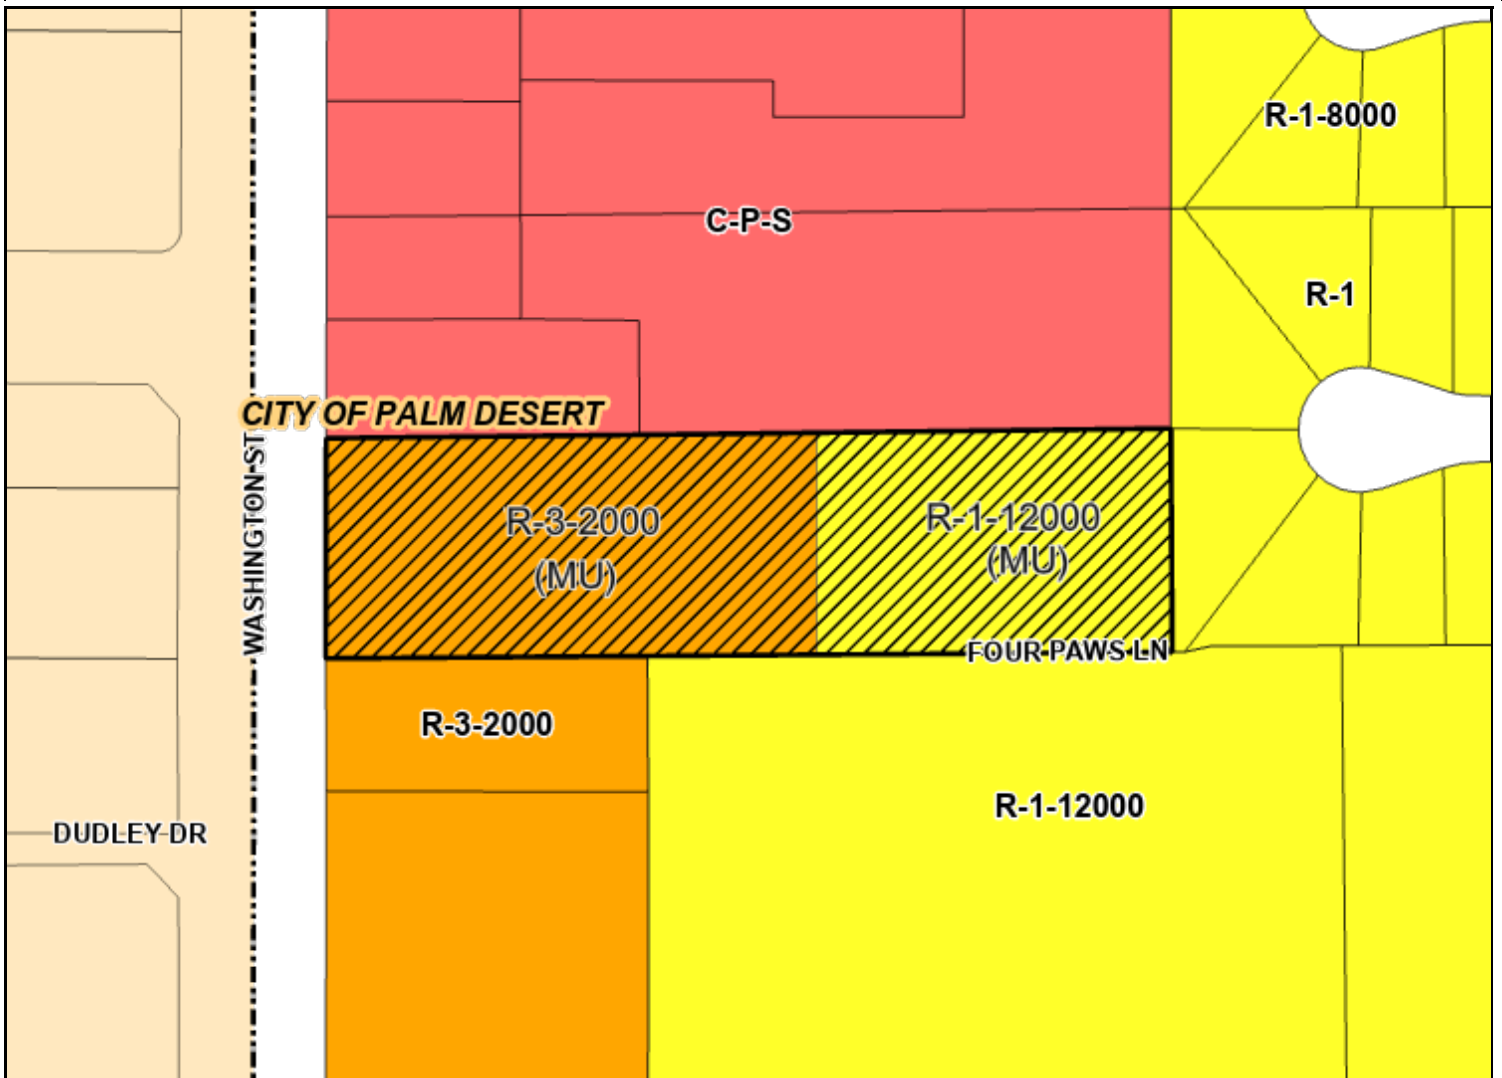 R-1-8000
C-P-S
R-1
CITY OF PALM DESERT
WASHINGTON ST
R-3-2000
(MU)
R-1-12000
(MU)
FOUR PAWS LN
R-3-2000
R-1-12000
DUDLEY DR